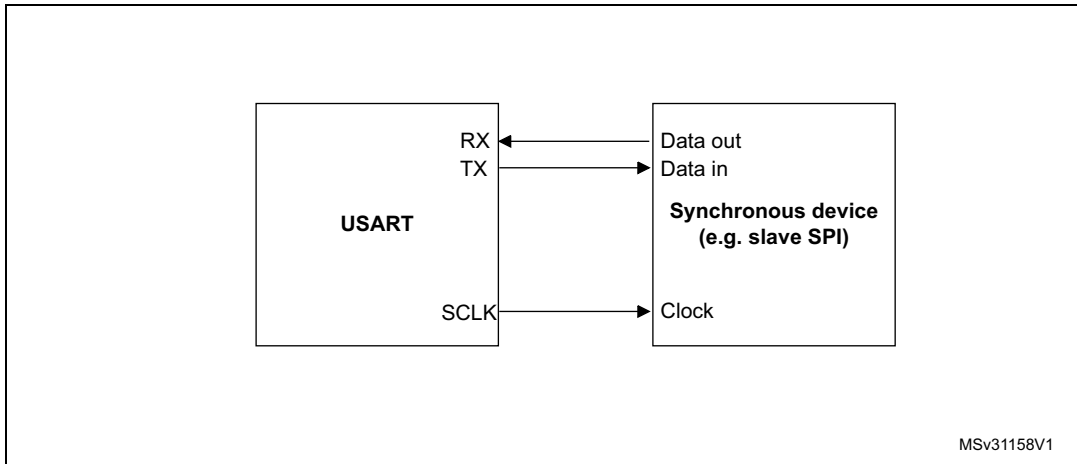 RX
Data out
TX
Data in
USART
Synchronous device
(e.g. slave SPI)
SCLK
Clock
MSv31158V1